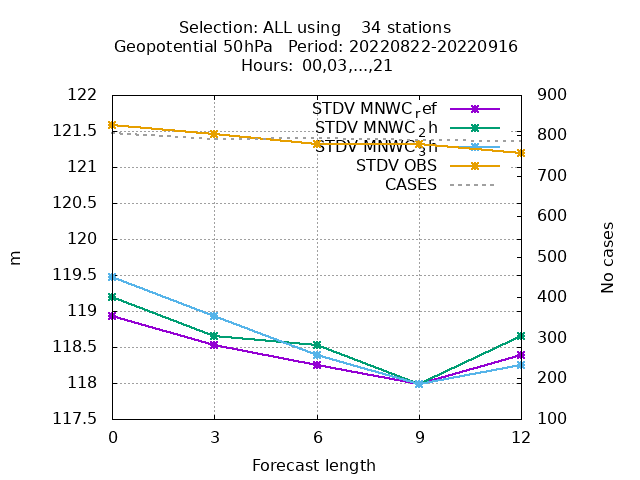 Selection: ALL using 34 stations
Geopotential 50hPa Period: 20220822-20220916
Hours: 00,03,...,21
STDV MNWC_ref
STDV MNWC_2h
STDV MNWC_3h
STDV OBS
CASES
122
121.5
121
120.5
120
119.5
119
118.5
118
117.5
m
900
800
700
600
500
400
300
200
100
No cases
0 3 6 9 12
Forecast length